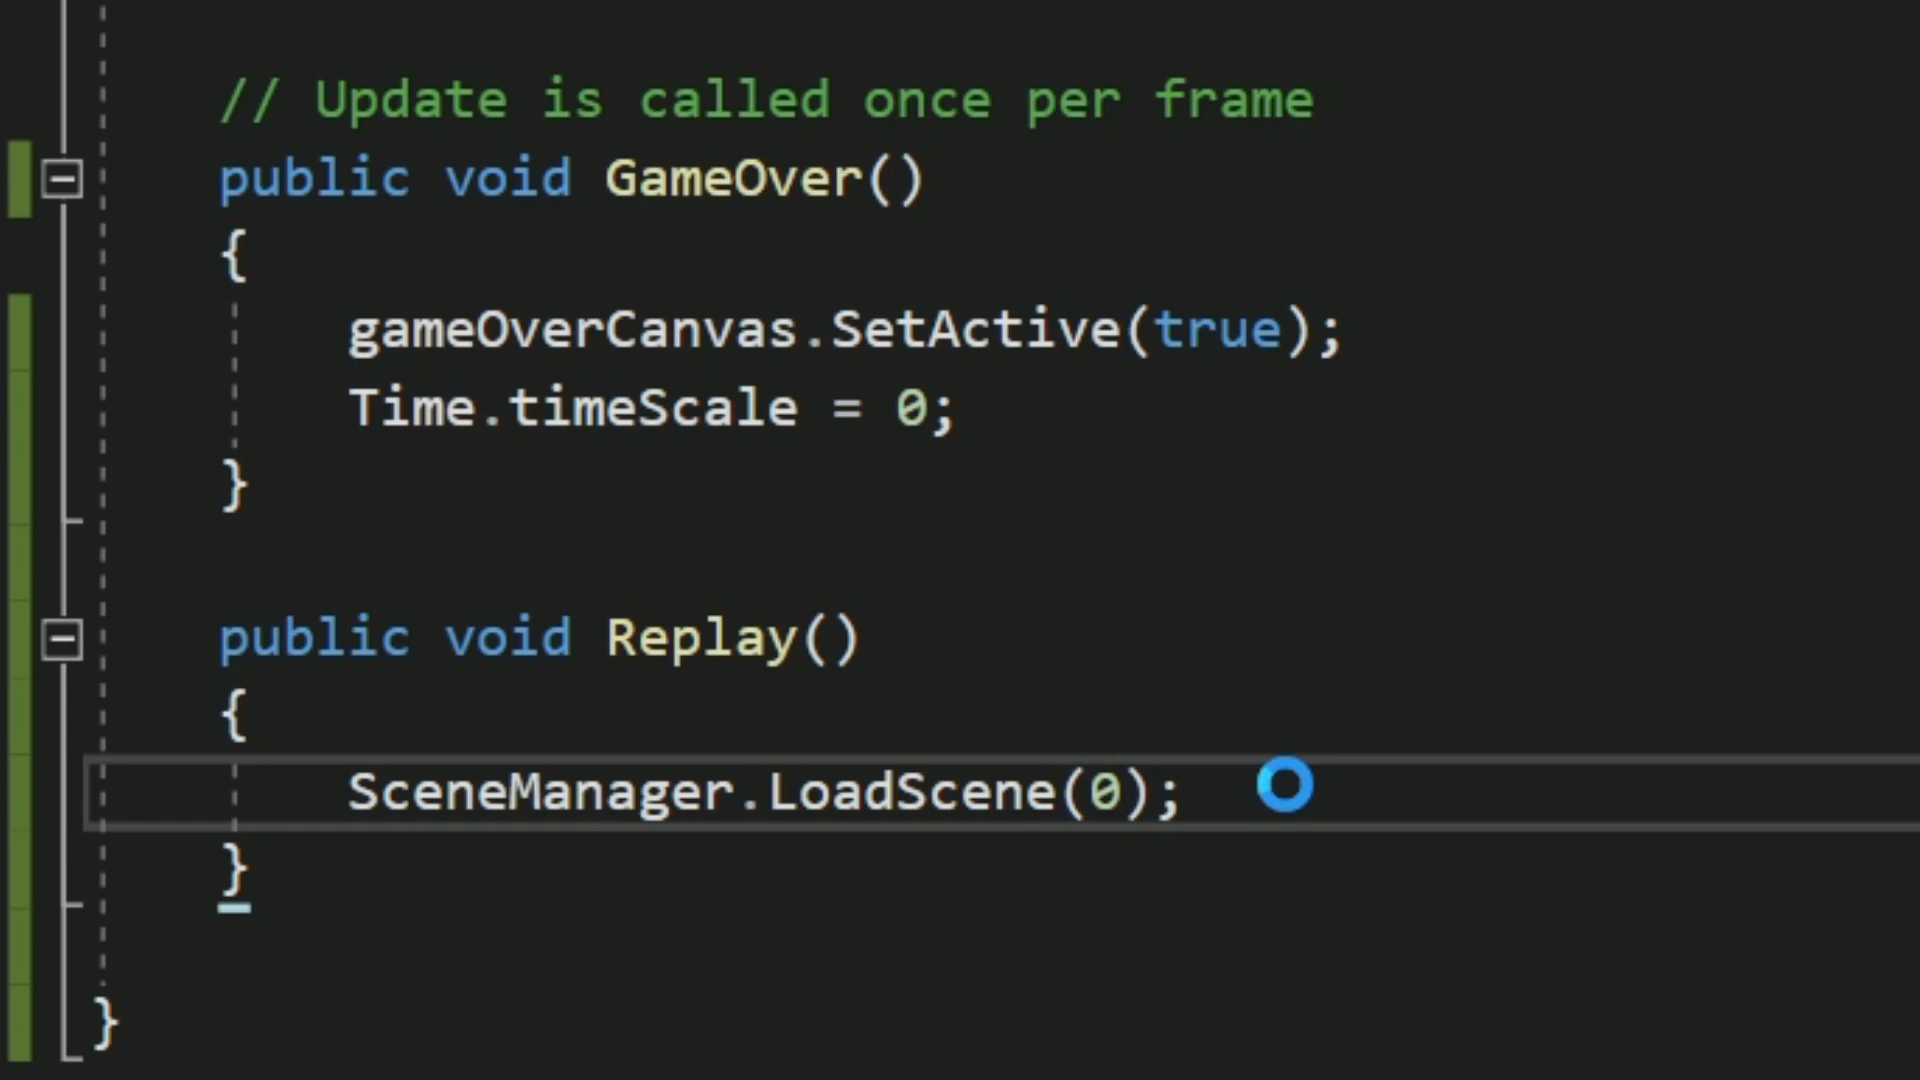 // Update is called once per frame
public void GameOver()
{
gameOverCanvas.SetActive(true);
Time.timeScale = 0;
}
public void Replay()
{
SceneManager.LoadScene(0);
}
}